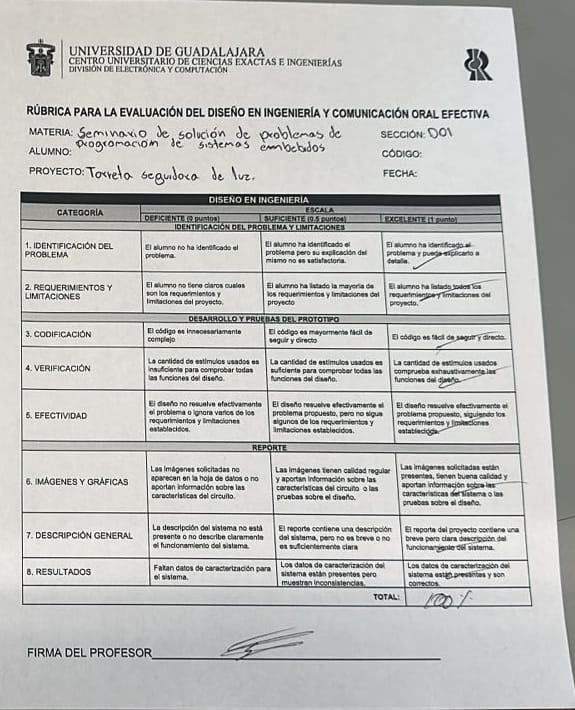 UNIVERSIDAD DE GUADALAJARA
CENTRO UNIVERSITARIO DE CIENCIAS EXACTAS E INGENIERÍAS
DIVISIÓN DE ELECTRÓNICA Y COMPUTACIÓN
RÚBRICA PARA LA EVALUACIÓN DEL DISEÑO EN INGENIERÍA Y COMUNICACIÓN ORAL EFECTIVA
MATERIA: Seminario de solución de problemas de
programación de sistemas embebidos
SECCIÓN: D01
ALUMNO:
CÓDIGO:
PROYECTO: Torreta seguidora de luz.
FECHA:
DISEÑO EN INGENIERÍA
CATEGORÍA
ESCALA
DEFICIENTE (0 puntos)
SUFICIENTE (0.5 puntos)
EXCELENTE (1 punto)
IDENTIFICACIÓN DEL PROBLEMA Y LIMITACIONES
1. IDENTIFICACIÓN DEL
PROBLEMA
El alumno no ha identificado el
problema.
El alumno ha identificado el
problema pero su explicación del
mismo no es satisfactoria.
El alumno ha identificado el
problema y puede explicarlo a
detalle.
2. REQUERIMIENTOS Y
LIMITACIONES
El alumno no tiene claros cuales
son los requerimientos y
limitaciones del proyecto.
El alumno ha listado la mayoría de
los requerimientos y limitaciones del
proyecto
El alumno ha listado todos los
requerimientos y limitaciones del
proyecto.
DESARROLLO Y PRUEBAS DEL PROTOTIPO
3. CODIFICACIÓN
El código es innecesariamente
complejo
El código es mayormente fácil de
seguir y directo
El código es fácil de seguir y directo.
4. VERIFICACIÓN
La cantidad de estímulos usados es
insuficiente para comprobar todas
las funciones del diseño.
La cantidad de estímulos usados es
suficiente para comprobar todas las
funciones del diseño.
La cantidad de estímulos usados
comprueba exhaustivamente las
funciones del diseño.
5. EFECTIVIDAD
El diseño no resuelve efectivamente
el problema o ignora varios de los
requerimientos y limitaciones
establecidos.
El diseño resuelve efectivamente el
problema propuesto, pero no sigue
algunos de los requerimientos y
limitaciones establecidos.
El diseño resuelve efectivamente el
problema propuesto, siguiendo los
requerimientos y limitaciones
establecidos.
REPORTE
6. IMÁGENES Y GRÁFICAS
Las imágenes solicitadas no
aparecen en la hoja de datos o no
aportan información sobre las
características del circuito.
Las imágenes tienen calidad regular
y aportan información sobre las
características del circuito o las
pruebas sobre el diseño.
Las imágenes solicitadas están
presentes, tienen buena calidad y
aportan información sobre las
características del sistema o las
pruebas sobre el diseño.
7. DESCRIPCIÓN GENERAL
La descripción del sistema no está
presente o no describe claramente
el funcionamiento del sistema.
El reporte contiene una descripción
del sistema, pero no es breve o no
es suficientemente clara
El reporte del proyecto contiene una
breve pero clara descripción del
funcionamiento del sistema.
8. RESULTADOS
Faltan datos de caracterización para
el sistema.
Los datos de caracterización del
sistema están presentes pero
muestran inconsistencias.
Los datos de caracterización del
sistema están presentes y son
correctos.
TOTAL: 100%
FIRMA DEL PROFESOR